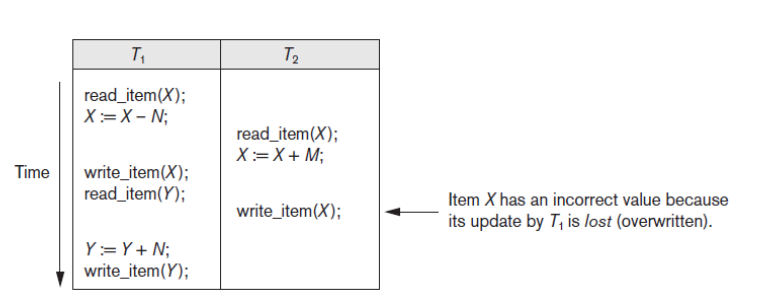 T₁ T₂
read_item(X);
X := X – N;
read_item(X);
X := X + M;
Time
write_item(X);
read_item(Y);
write_item(X);
Item X has an incorrect value because
its update by T₁ is lost (overwritten).
Y := Y + N;
write_item(Y);